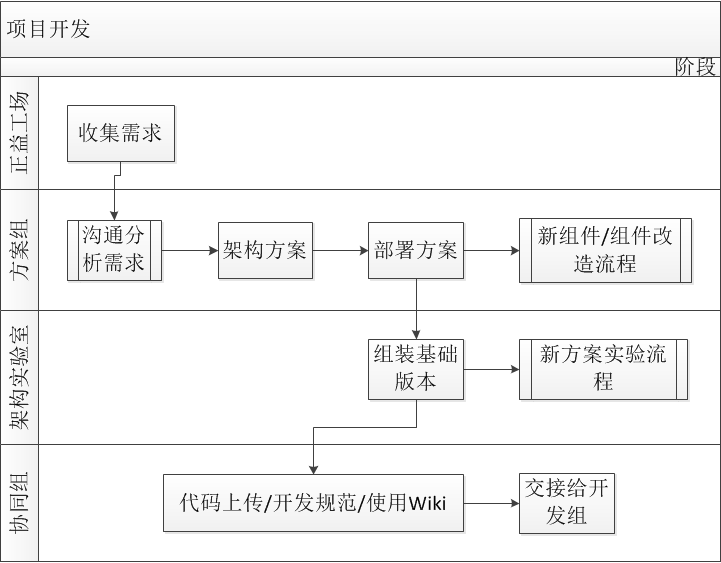 项目开发
阶段
正益工场
收集需求
方案组
沟通分
析需求
架构方案
部署方案
新组件/组件改
造流程
架构实验室
组装基础
版本
新方案实验流
程
协同组
代码上传/开发规范/使用Wiki
交接给开
发组